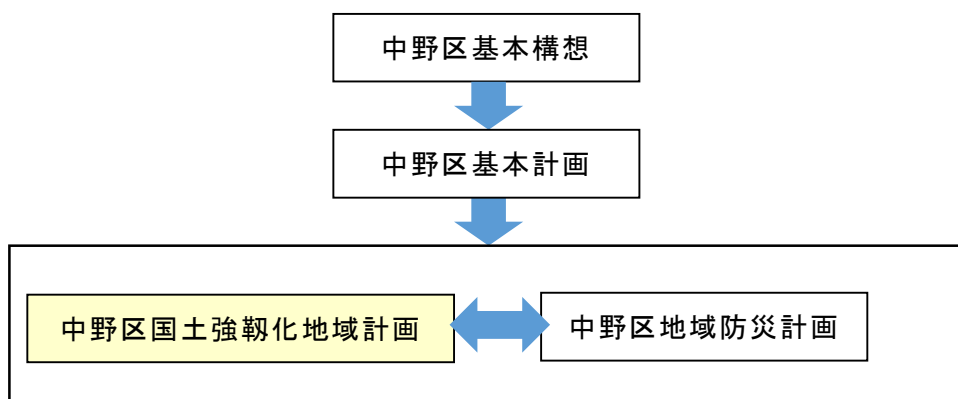 中野区基本構想
中野区基本計画
中野区国土強靱化地域計画
中野区地域防災計画